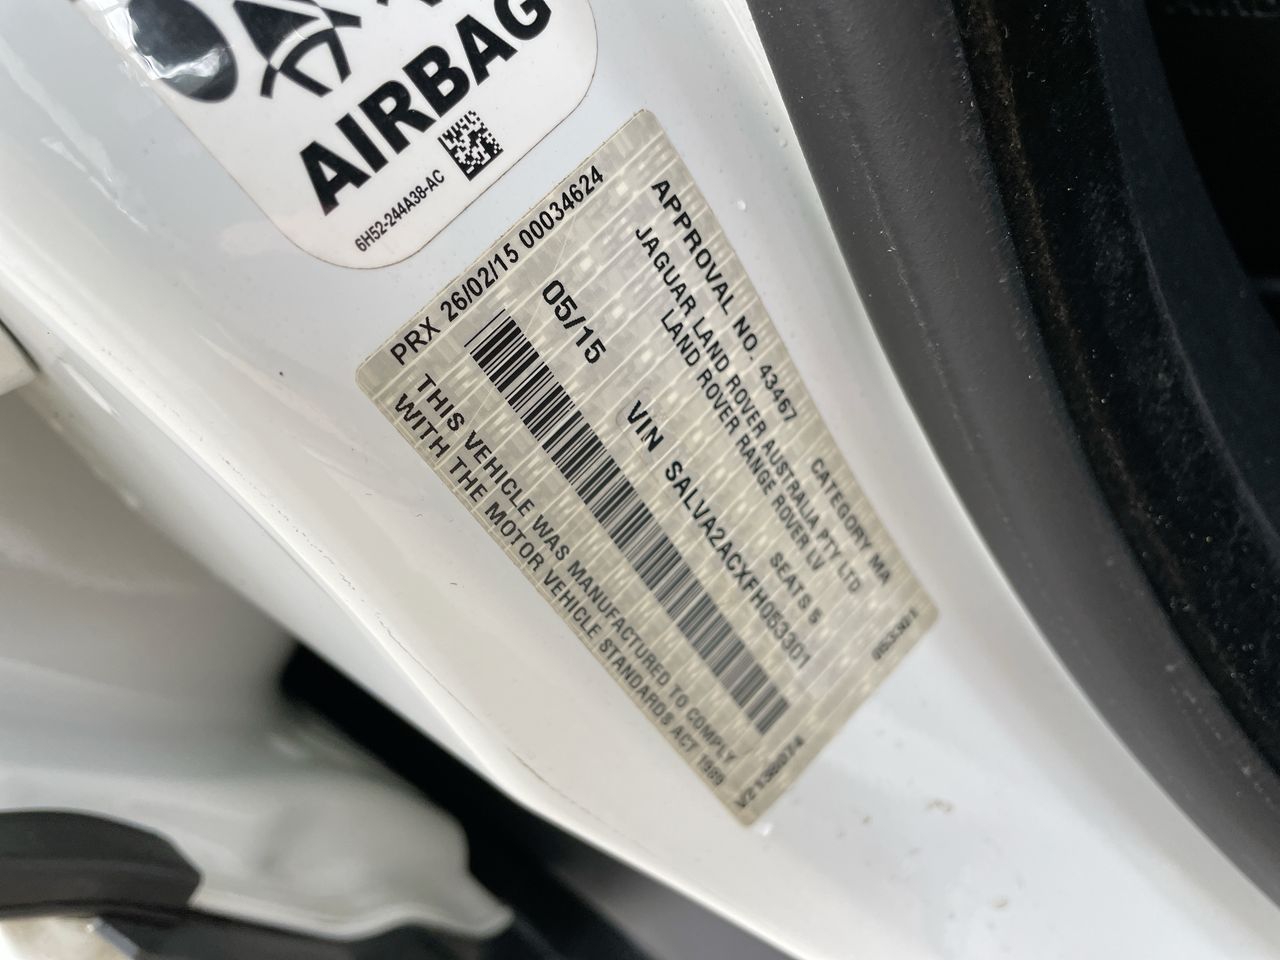 AIRBAG
6H52-244A38-AC
APPROVAL NO. 43467 CATEGORY MA
JAGUAR LAND ROVER AUSTRALIA PTY LTD
LAND ROVER RANGE ROVER LV
SEATS 5
05/15 VIN SALVA2ACXFH053301
THIS VEHICLE WAS MANUFACTURED TO COMPLY
WITH THE MOTOR VEHICLE STANDARDS ACT 1989
PRX 26/02/15 00034624
053301